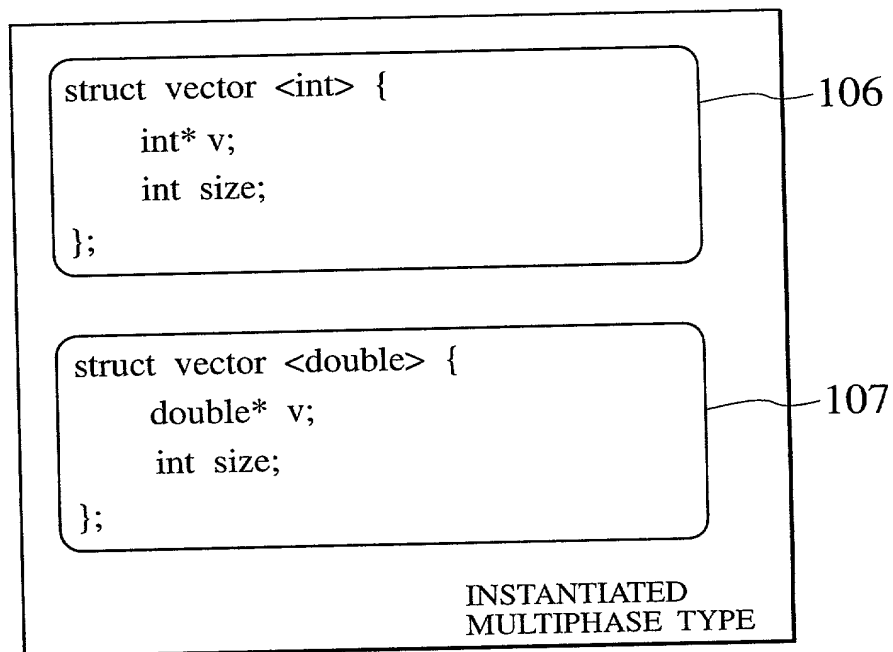 struct vector <int> {
int* v;
int size;
};
106
struct vector <double> {
double* v;
int size;
};
107
INSTANTIATED
MULTIPHASE TYPE